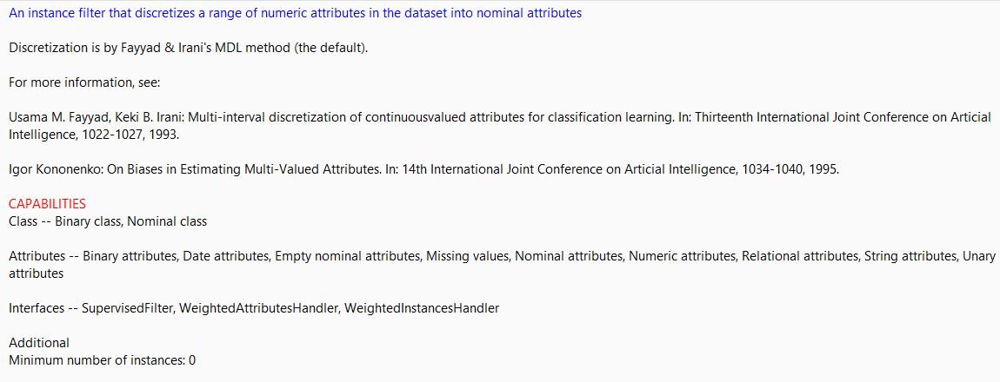 An instance filter that discretizes a range of numeric attributes in the dataset into nominal attributes
Discretization is by Fayyad & Irani's MDL method (the default).
For more information, see:
Usama M. Fayyad, Keki B. Irani: Multi-interval discretization of continuousvalued attributes for classification learning. In: Thirteenth International Joint Conference on Articial
Intelligence, 1022-1027, 1993.
Igor Kononenko: On Biases in Estimating Multi-Valued Attributes. In: 14th International Joint Conference on Articial Intelligence, 1034-1040, 1995.
CAPABILITIES
Class -- Binary class, Nominal class
Attributes -- Binary attributes, Date attributes, Empty nominal attributes, Missing values, Nominal attributes, Numeric attributes, Relational attributes, String attributes, Unary
attributes
Interfaces -- SupervisedFilter, WeightedAttributesHandler, WeightedInstancesHandler
Additional
Minimum number of instances: 0